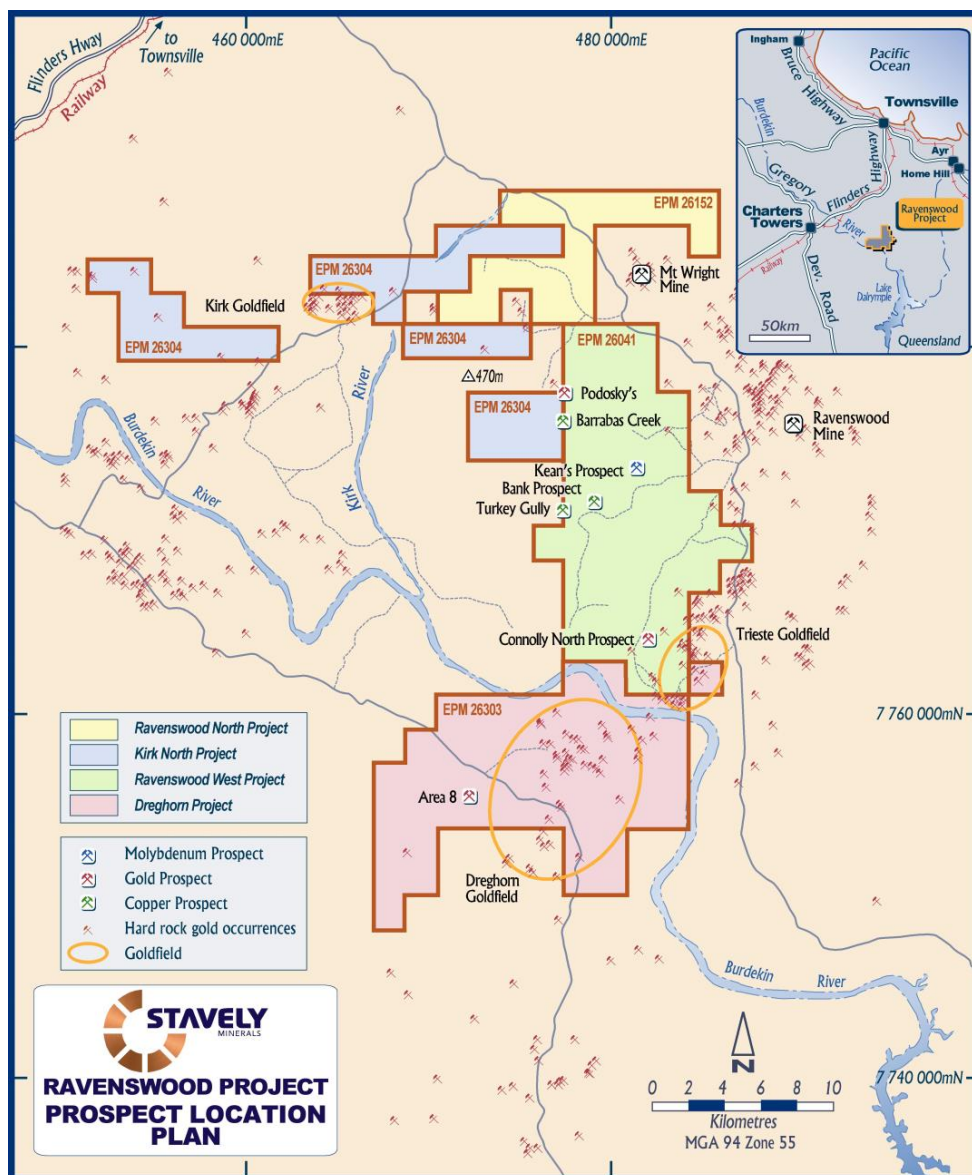 460 000mE
480 000mE
to
Townsville
Flinders Hway
Railway
Ingham
Pacific
Ocean
Bruce Highway
Townsville
Burdekin
Ayr
Home Hill
Gregory
Highway
Flinders
Charters
Towers
River
Ravenswood
Project
Railway
Dev. Road
Lake
Dalrymple
50km
Queensland
EPM 26152
EPM 26304
Mt Wright
Mine
Kirk Goldfield
EPM 26304
EPM 26304
EPM 26041
470m
EPM 26304
Podosky's
Barrabas Creek
Ravenswood
Mine
Burdekin
River
Kirk
River
Kean's Prospect
Bank Prospect
Turkey Gully
Connolly North Prospect
Trieste Goldfield
EPM 26303
7 760 000mN
Ravenswood North Project
Kirk North Project
Ravenswood West Project
Dreghorn Project
Area 8
Molybdenum Prospect
Gold Prospect
Copper Prospect
Hard rock gold occurrences
Goldfield
Dreghorn
Goldfield
Burdekin
River
STAVELY
MINERALS
RAVENSWOOD PROJECT
PROSPECT LOCATION
PLAN
N
0 2 4 6 8 10
Kilometres
MGA 94 Zone 55
7 740 000mN